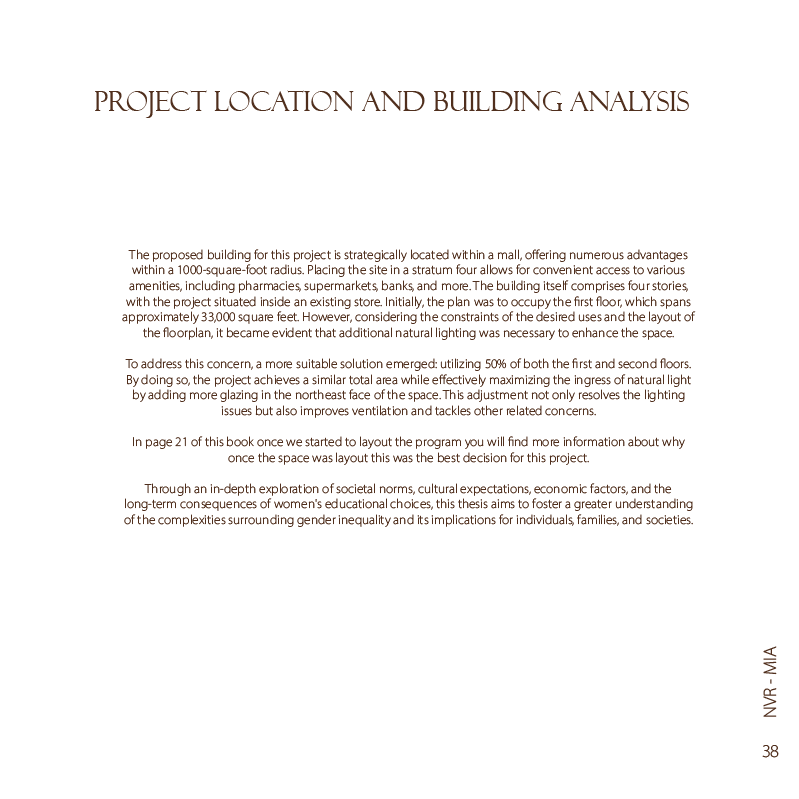 PROJECT LOCATION AND BUILDING ANALYSIS
The proposed building for this project is strategically located within a mall, offering numerous advantages
within a 1000-square-foot radius. Placing the site in a stratum four allows for convenient access to various
amenities, including pharmacies, supermarkets, banks, and more. The building itself comprises four stories,
with the project situated inside an existing store. Initially, the plan was to occupy the first floor, which spans
approximately 33,000 square feet. However, considering the constraints of the desired uses and the layout of
the floorplan, it became evident that additional natural lighting was necessary to enhance the space.
To address this concern, a more suitable solution emerged: utilizing 50% of both the first and second floors.
By doing so, the project achieves a similar total area while effectively maximizing the ingress of natural light
by adding more glazing in the northeast face of the space. This adjustment not only resolves the lighting
issues but also improves ventilation and tackles other related concerns.
In page 21 of this book once we started to layout the program you will find more information about why
once the space was layout this was the best decision for this project.
Through an in-depth exploration of societal norms, cultural expectations, economic factors, and the
long-term consequences of women's educational choices, this thesis aims to foster a greater understanding
of the complexities surrounding gender inequality and its implications for individuals, families, and societies.
NVR - MIA
38